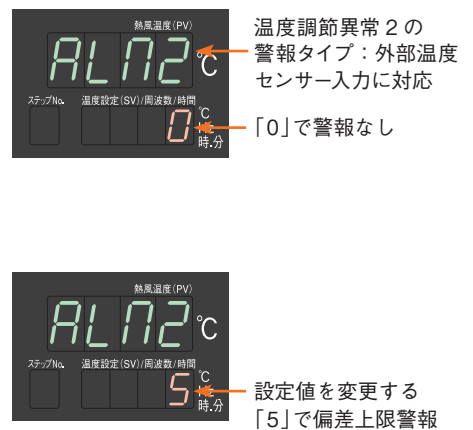 熱風温度(PV)
ALM2 ℃
ステップNo. 温度設定(SV)/周波数/時間
0 ℃
Hz
時.分
温度調節異常2の
警報タイプ：外部温度
センサー入力に対応
「0」で警報なし
熱風温度(PV)
ALM2 ℃
ステップNo. 温度設定(SV)/周波数/時間
5 ℃
Hz
時.分
設定値を変更する
「5」で偏差上限警報